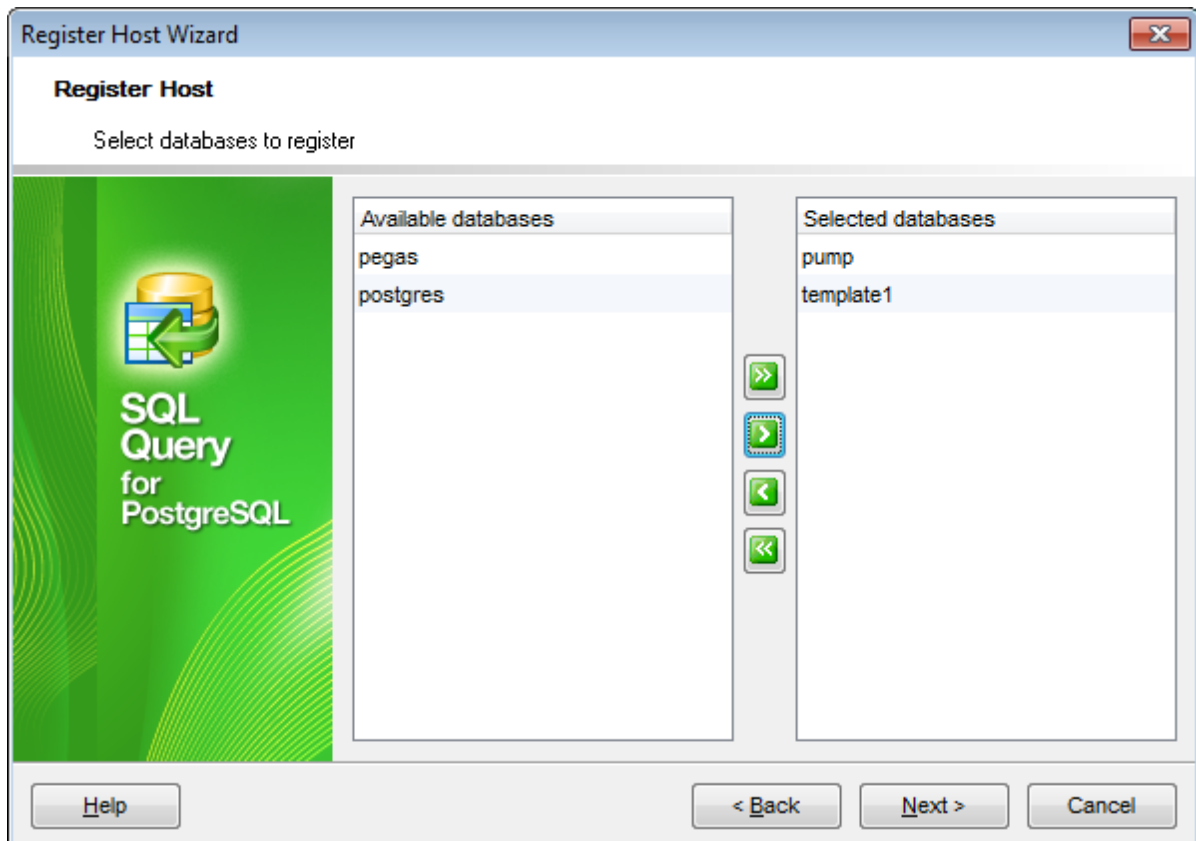 Register Host Wizard
Register Host
Select databases to register
SQL
Query
for
PostgreSQL
Available databases
pegas
postgres
Selected databases
pump
template1
Help
< Back
Next >
Cancel